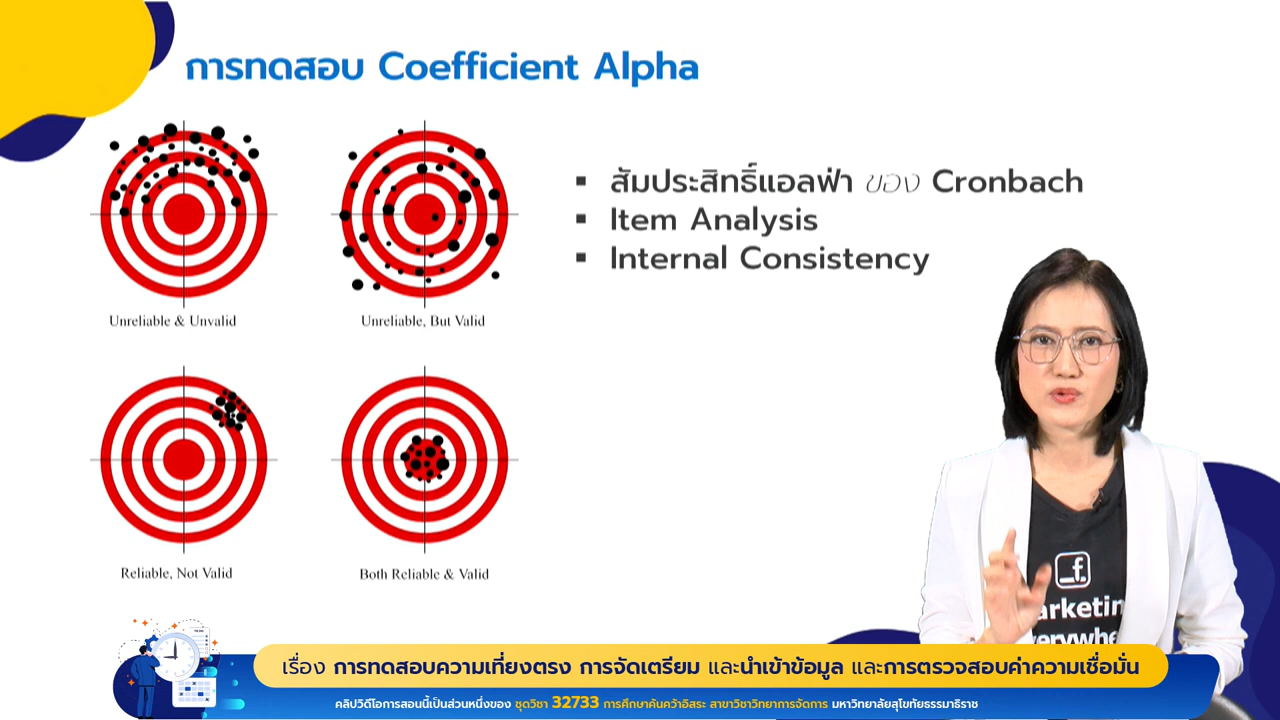 การทดสอบ Coefficient Alpha
Unreliable & Unvalid
Unreliable, But Valid
Reliable, Not Valid
Both Reliable & Valid
▪ สัมประสิทธิ์แอลฟ่า ของ Cronbach
▪ Item Analysis
▪ Internal Consistency
f
arketin
verywhe
เรื่อง การทดสอบความเที่ยงตรง การจัดเตรียม และนำเข้าข้อมูล และการตรวจสอบค่าความเชื่อมั่น
คลิปวิดีโอการสอนนี้เป็นส่วนหนึ่งของ ชุดวิชา 32733 การศึกษาค้นคว้าอิสระ สาขาวิชาวิทยาการจัดการ มหาวิทยาลัยสุโขทัยธรรมาธิราช